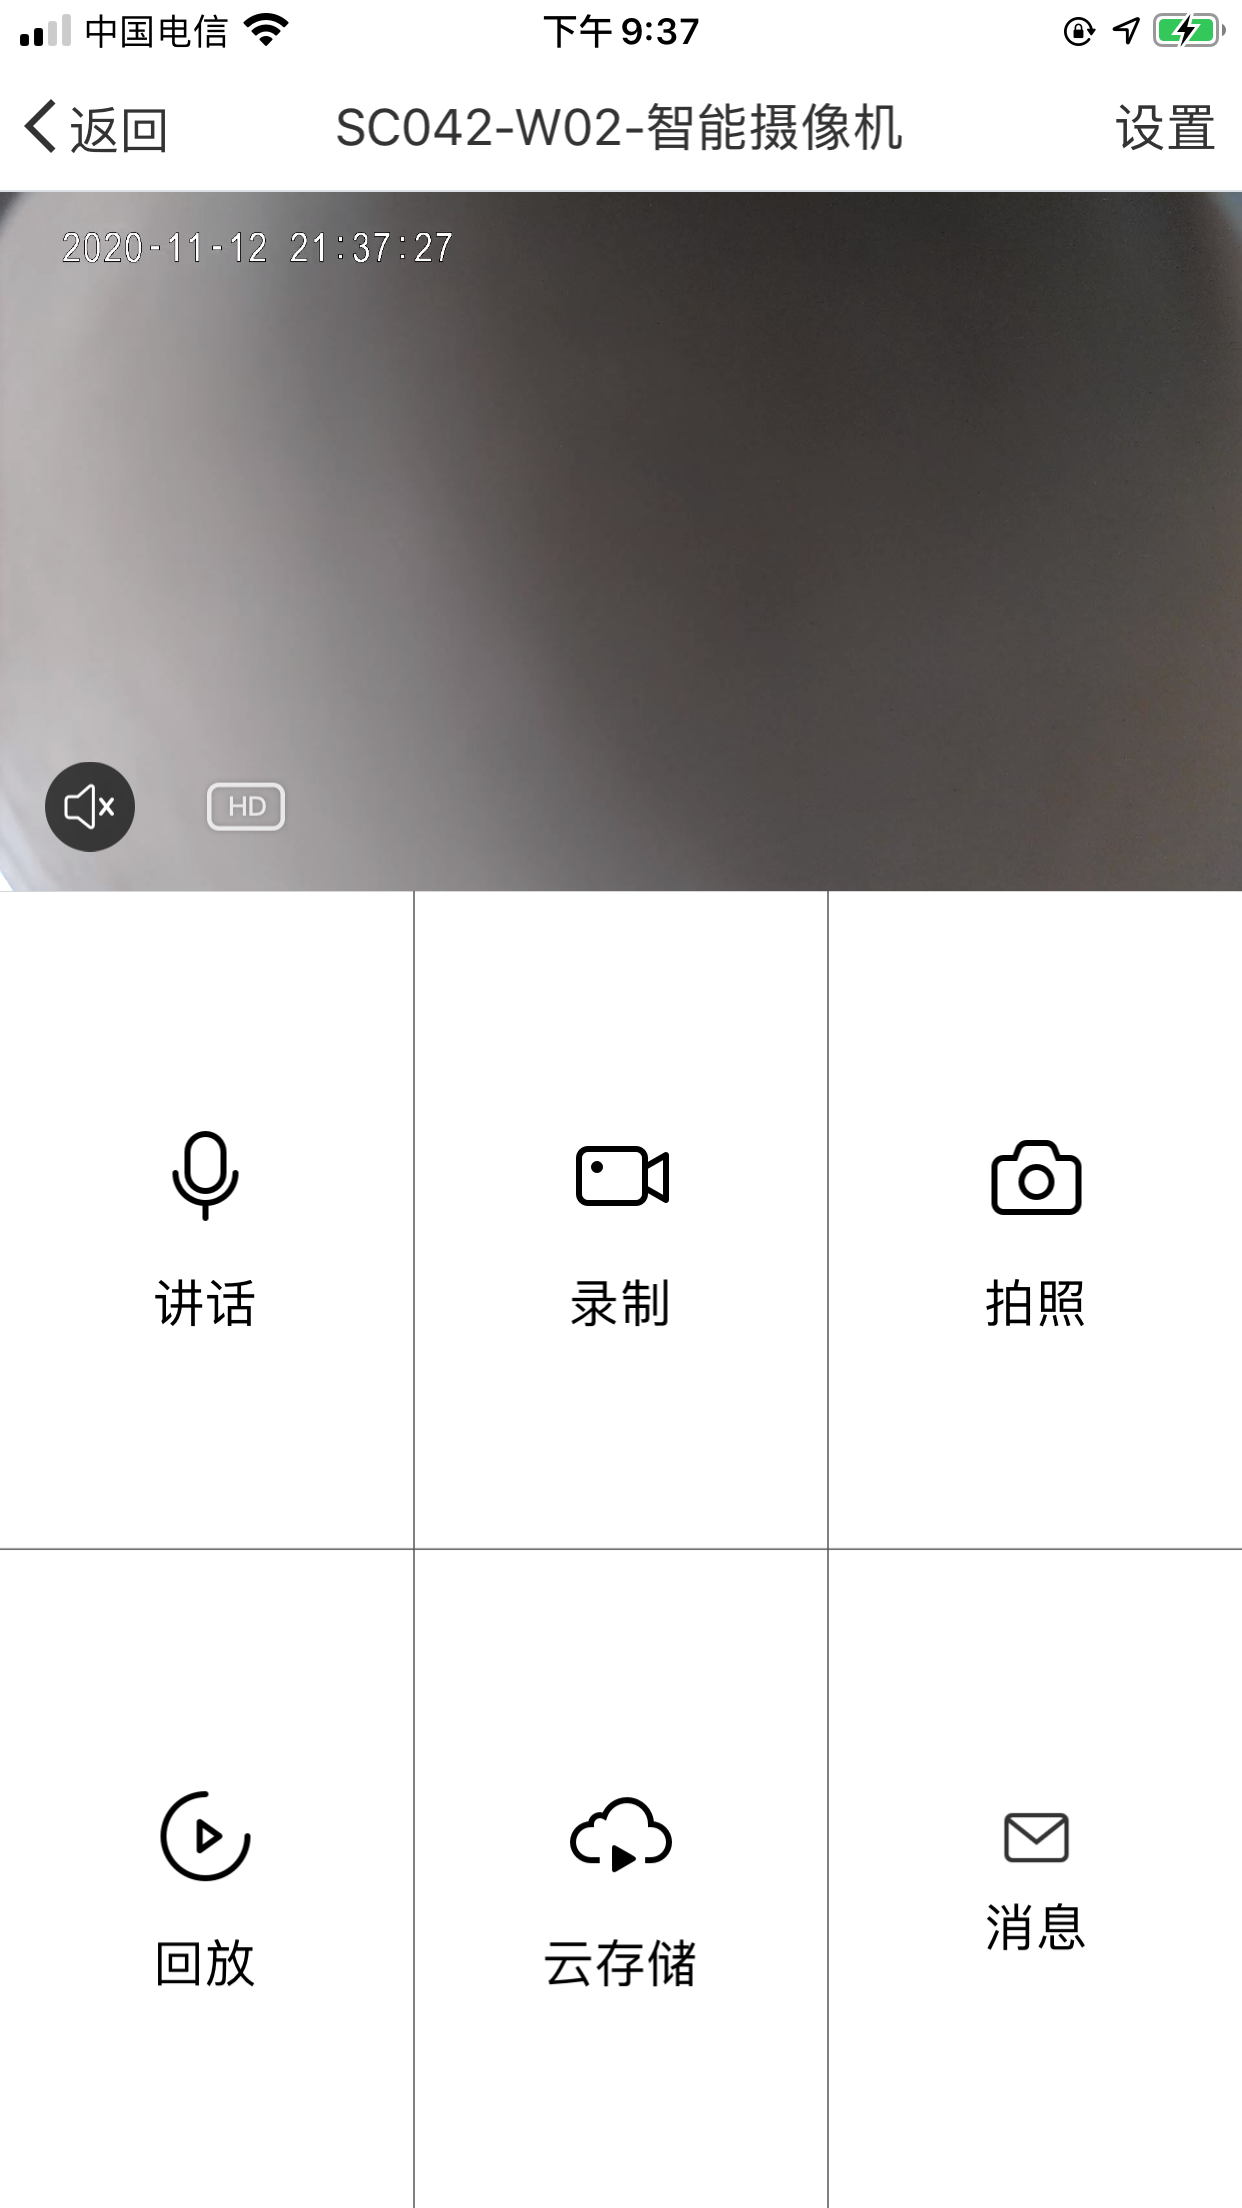 中国电信
下午 9:37
返回
SC042-W02-智能摄像机
设置
2020-11-12 21:37:27
HD
讲话
录制
拍照
回放
云存储
消息